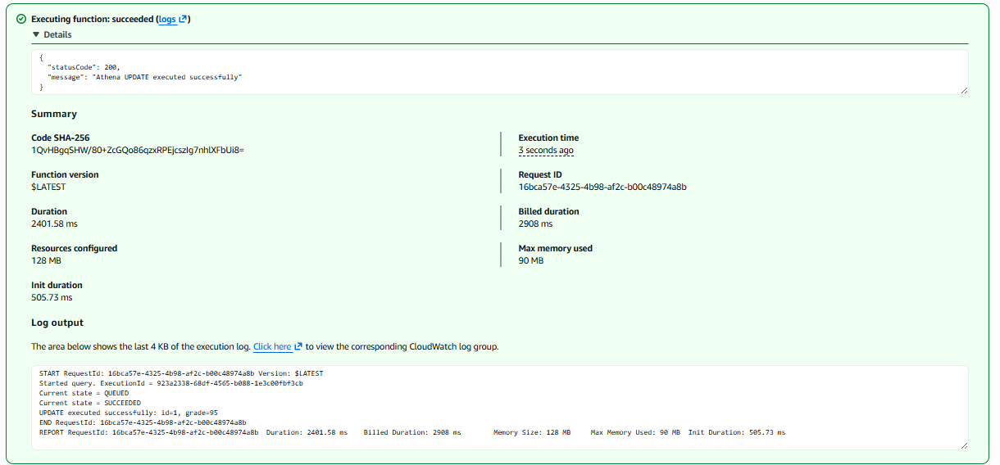 Executing function: succeeded (logs)
Details
{
  "statusCode": 200,
  "message": "Athena UPDATE executed successfully"
}
Summary
Code SHA-256
1QvHBgqSHW/80+ZcGQo86qzxRPEjcszIg7nhlXFbUi8=
Execution time
3 seconds ago
Function version
$LATEST
Request ID
16bca57e-4325-4b98-af2c-b00c48974a8b
Duration
2401.58 ms
Billed duration
2908 ms
Resources configured
128 MB
Max memory used
90 MB
Init duration
505.73 ms
Log output
The area below shows the last 4 KB of the execution log. Click here to view the corresponding CloudWatch log group.
START RequestId: 16bca57e-4325-4b98-af2c-b00c48974a8b Version: $LATEST
Started query. ExecutionId = 923a2338-68df-4565-b088-1e3c00fbf3cb
Current state = QUEUED
Current state = SUCCEEDED
UPDATE executed successfully: id=1, grade=95
END RequestId: 16bca57e-4325-4b98-af2c-b00c48974a8b
REPORT RequestId: 16bca57e-4325-4b98-af2c-b00c48974a8b  Duration: 2401.58 ms    Billed Duration: 2908 ms        Memory Size: 128 MB     Max Memory Used: 90 MB  Init Duration: 505.73 ms